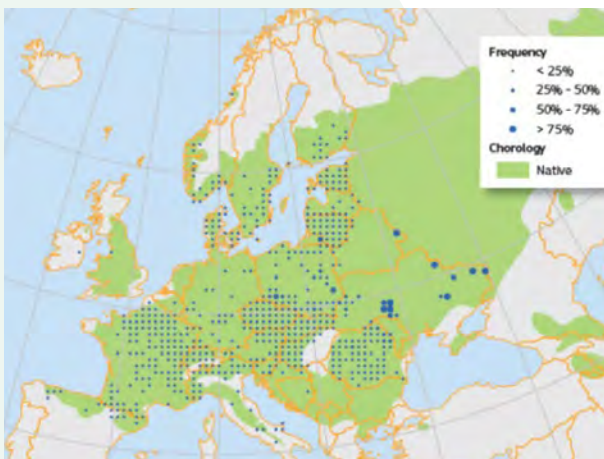 Frequency
< 25%
25% - 50%
50% - 75%
> 75%
Chorology
Native